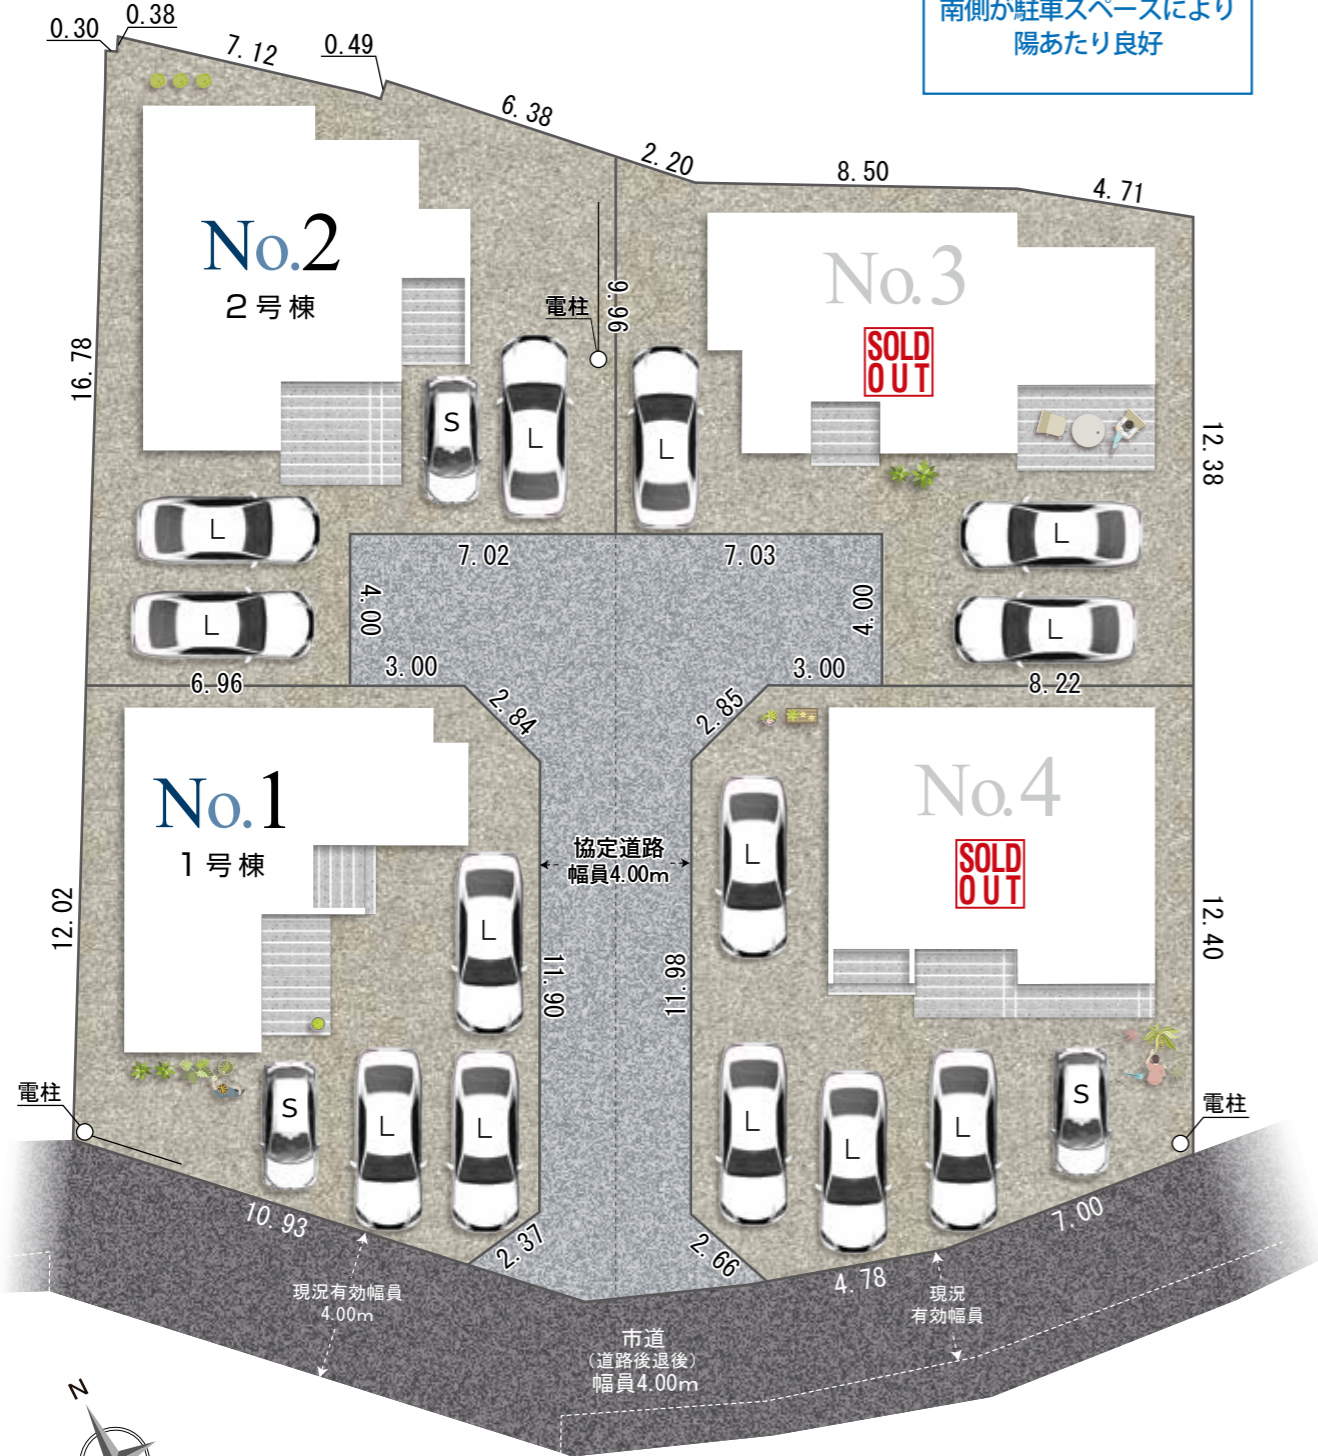 南側が駐車スペースにより
陽あたり良好
0.30
0.38
7.12
0.49
6.38
2.20
8.50
4.71
No.2
2号棟
No.3
SOLD
OUT
電柱
9.96
16.78
S
L
L
12.38
L
L
7.02
7.03
L
L
4.00
4.00
3.00
3.00
6.96
8.22
2.84
2.85
No.1
1号棟
No.4
SOLD
OUT
協定道路
幅員4.00m
L
L
12.02
12.40
11.90
11.98
電柱
S
L
L
L
L
L
S
電柱
10.93
2.37
2.66
4.78
7.00
現況有効幅員
4.00m
現況
有効幅員
市道
(道路後退後)
幅員4.00m
N